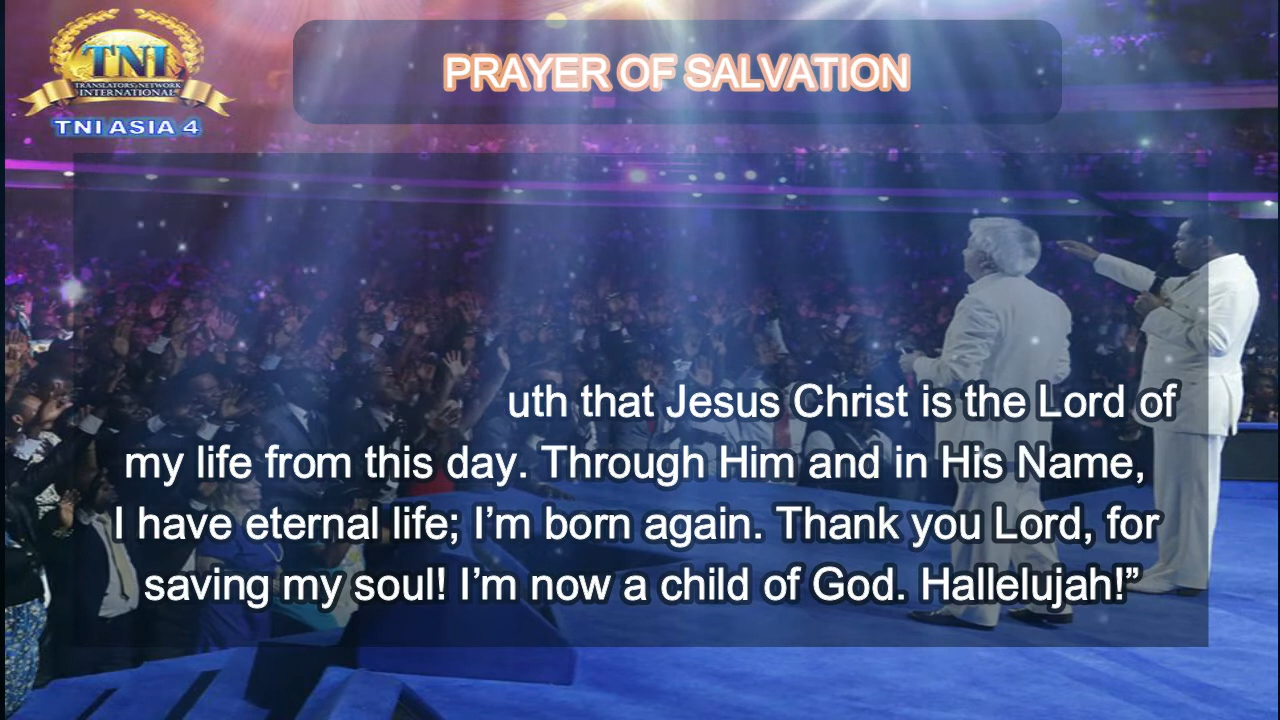 TNI
TRANSLATORS NETWORK
INTERNATIONAL
TNI ASIA 4
PRAYER OF SALVATION
uth that Jesus Christ is the Lord of
my life from this day. Through Him and in His Name,
I have eternal life; I’m born again. Thank you Lord, for
saving my soul! I’m now a child of God. Hallelujah!”